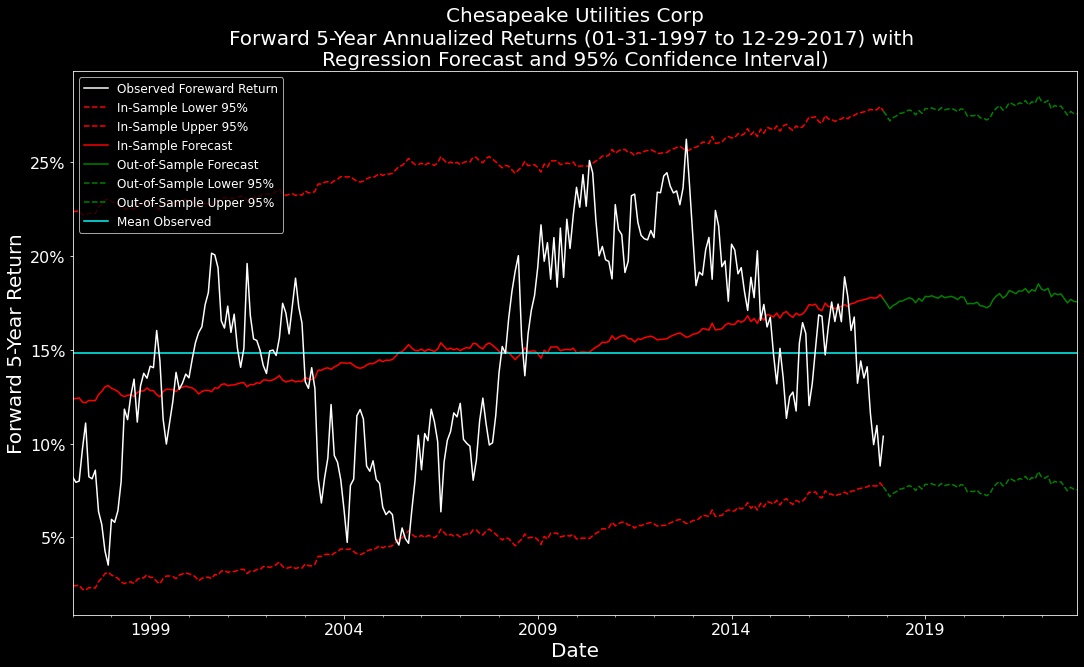 Chesapeake Utilities Corp
Forward 5-Year Annualized Returns (01-31-1997 to 12-29-2017) with
Regression Forecast and 95% Confidence Interval)
Observed Foreward Return
In-Sample Lower 95%
In-Sample Upper 95%
In-Sample Forecast
Out-of-Sample Forecast
Out-of-Sample Lower 95%
Out-of-Sample Upper 95%
Mean Observed
Forward 5-Year Return
25%
20%
15%
10%
5%
1999 2004 2009 2014 2019
Date